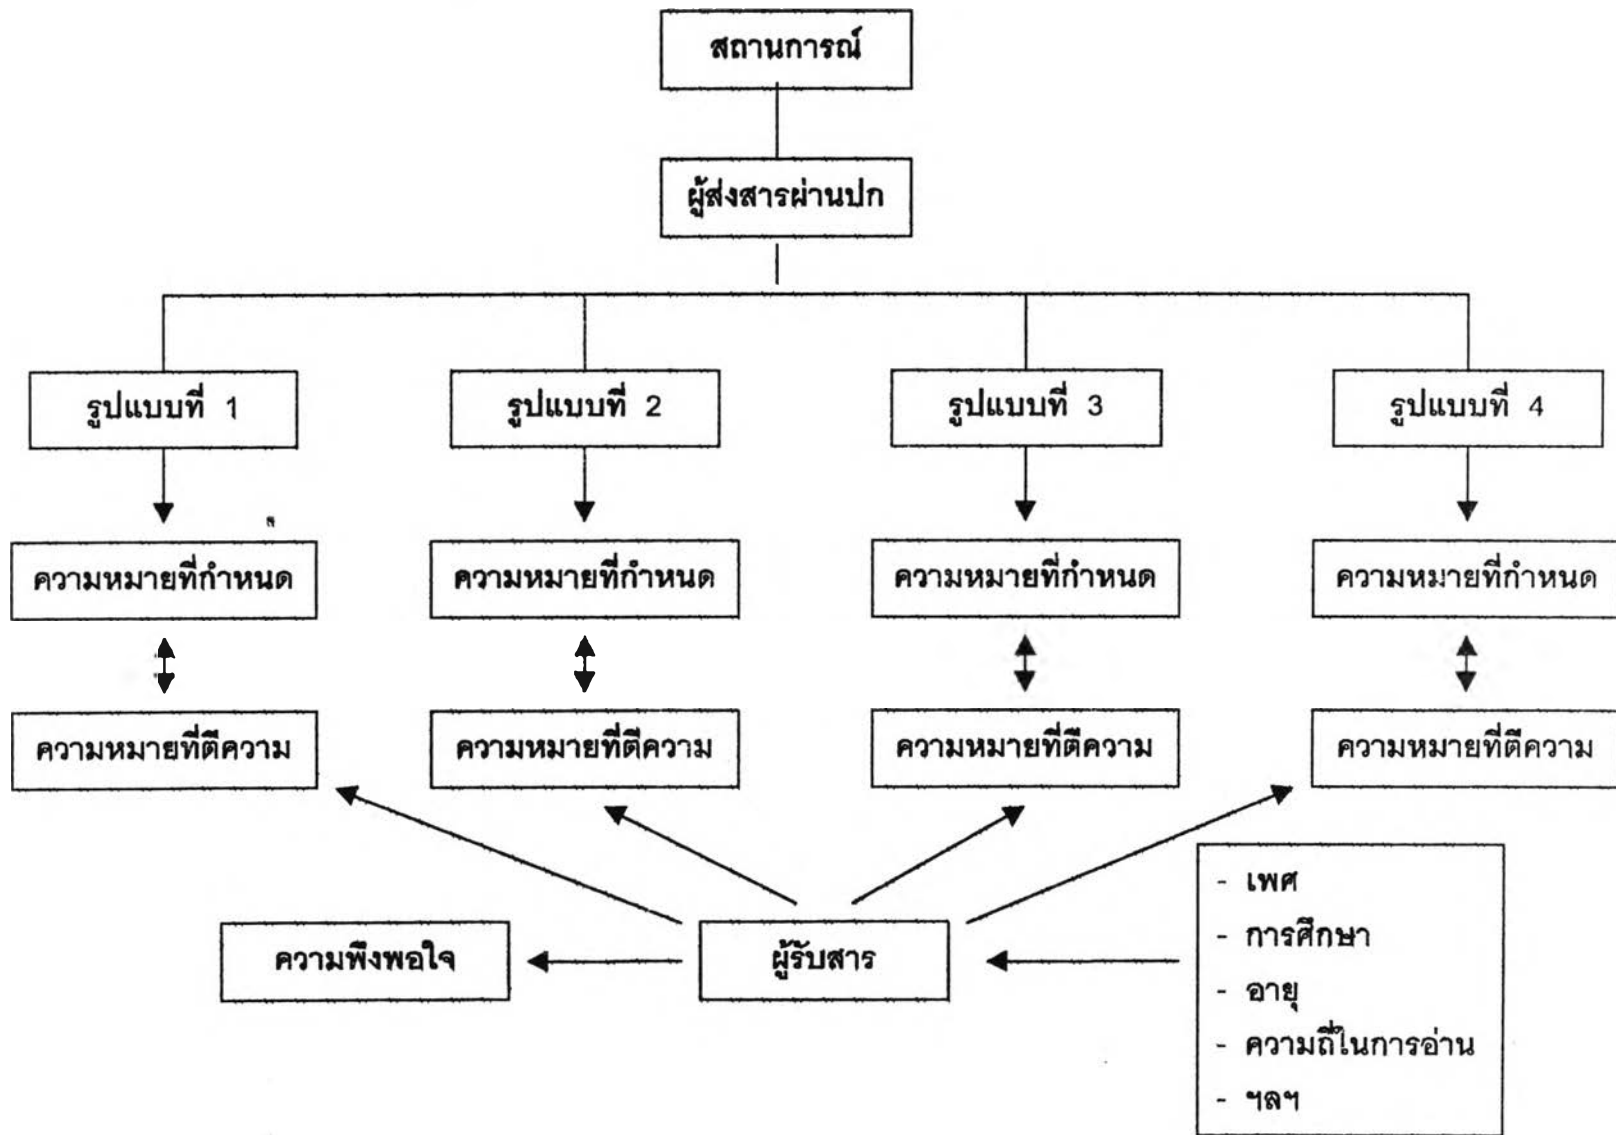 สถานการณ์
ผู้ส่งสารผ่านปก
รูปแบบที่ 1
รูปแบบที่ 2
รูปแบบที่ 3
รูปแบบที่ 4
ความหมายที่กำหนด
ความหมายที่กำหนด
ความหมายที่กำหนด
ความหมายที่กำหนด
ความหมายที่ตีความ
ความหมายที่ตีความ
ความหมายที่ตีความ
ความหมายที่ตีความ
ความพึงพอใจ
ผู้รับสาร
- เพศ
- การศึกษา
- อายุ
- ความถี่ในการอ่าน
- ฯลฯ